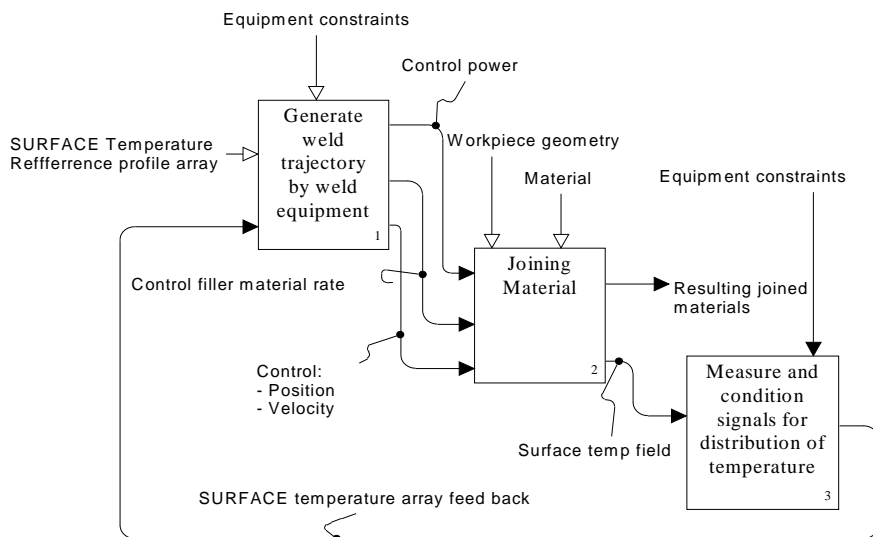 Equipment constraints
Control power
Generate
weld
trajectory
by weld
equipment
1
SURFACE Temperature
Reffferrence profile array
Workpiece geometry
Material
Equipment constraints
Control filler material rate
Joining
Material
2
Resulting joined
materials
Control:
- Position
- Velocity
Surface temp field
Measure and
condition
signals for
distribution of
temperature
3
SURFACE temperature array feed back